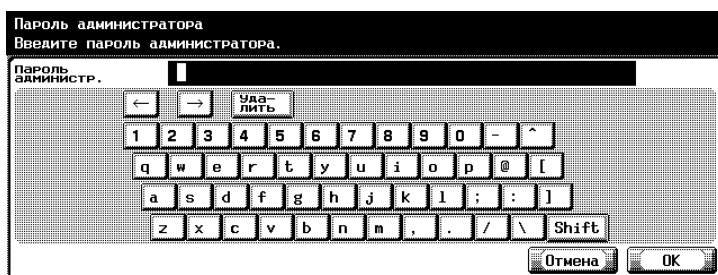 Пароль администратора
Введите пароль администратора.
Пароль
администр.
← → Уда-
лить
1 2 3 4 5 6 7 8 9 0 - ^
q w e r t y u i o p @ [
a s d f g h j k l ; : ]
z x c v b n m , . / \ Shift
Отмена OK